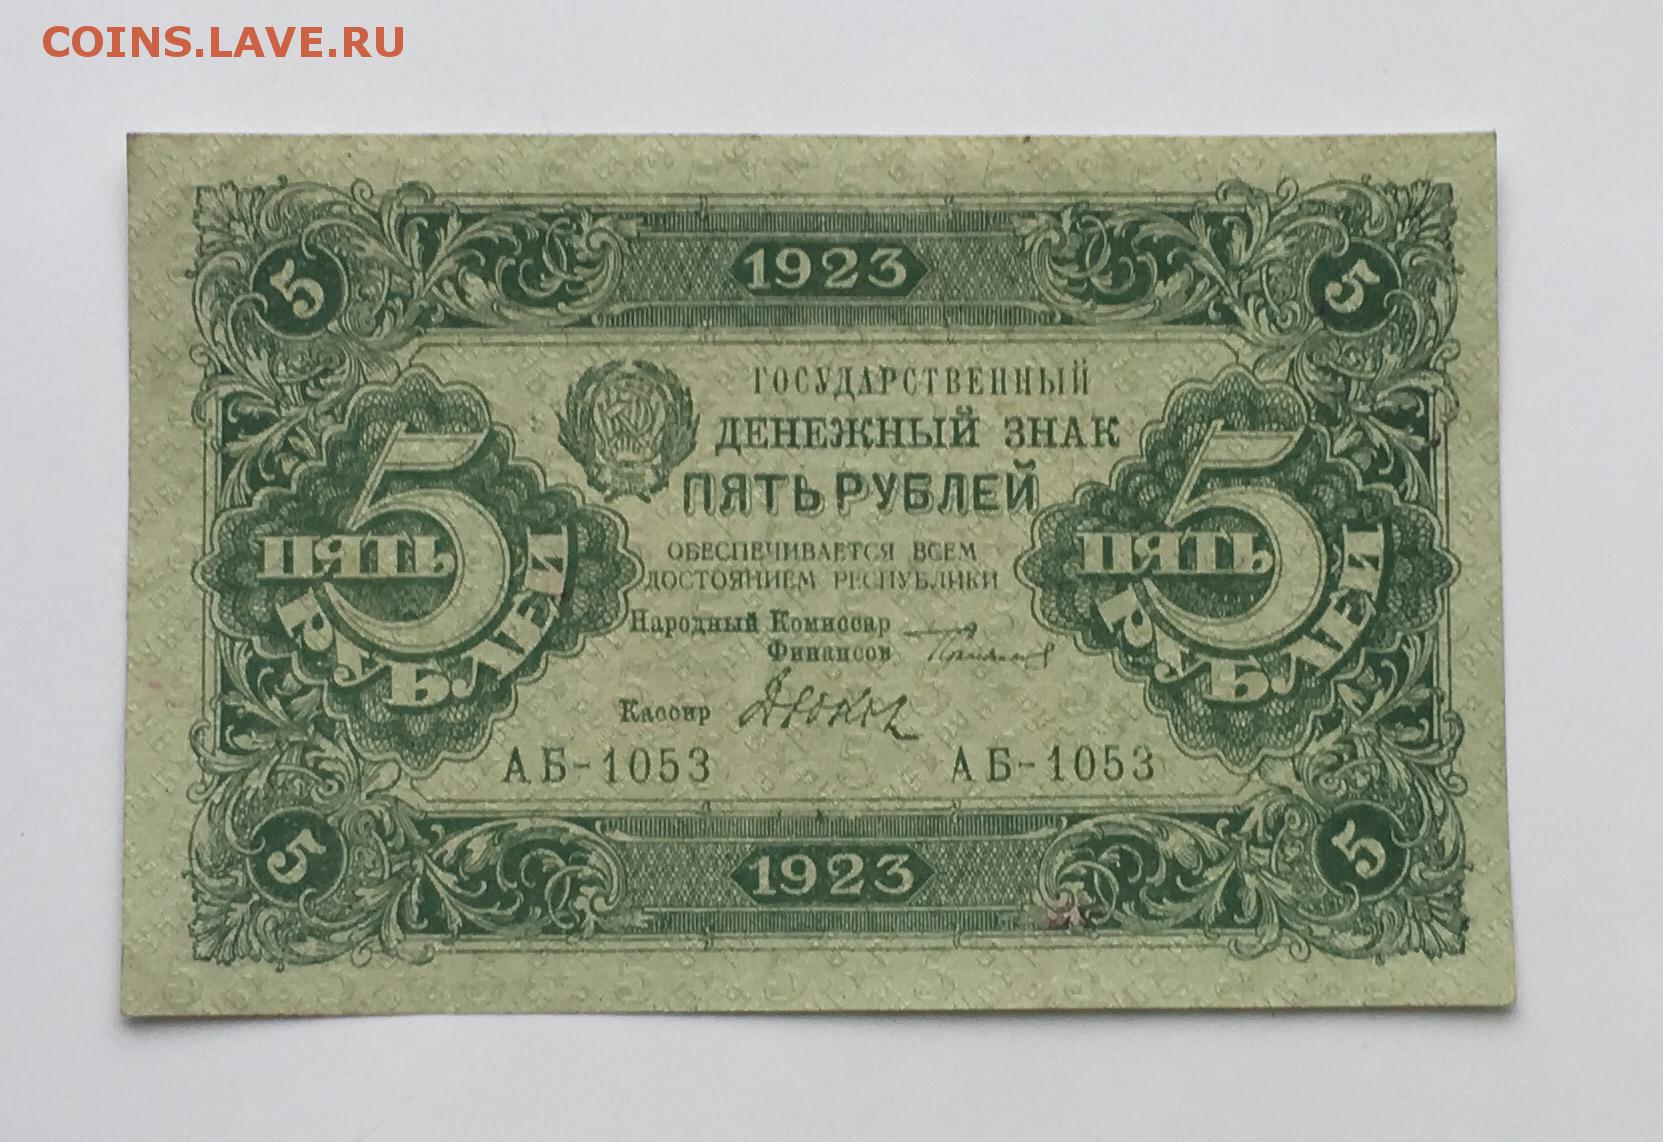 COINS.LAVE.RU
1923
5 5
ГОСУДАРСТВЕННЫЙ
ДЕНЕЖНЫЙ ЗНАК
ПЯТЬ РУБЛЕЙ
5 ПЯТЬ РУБЛЕЙ
5 ПЯТЬ РУБЛЕЙ
ОБЕСПЕЧИВАЕТСЯ ВСЕМ
ДОСТОЯНИЕМ РЕСПУБЛИКИ
Народный Комиссар
Финансов
Кассир
АБ-1053 АБ-1053
5 5
1923